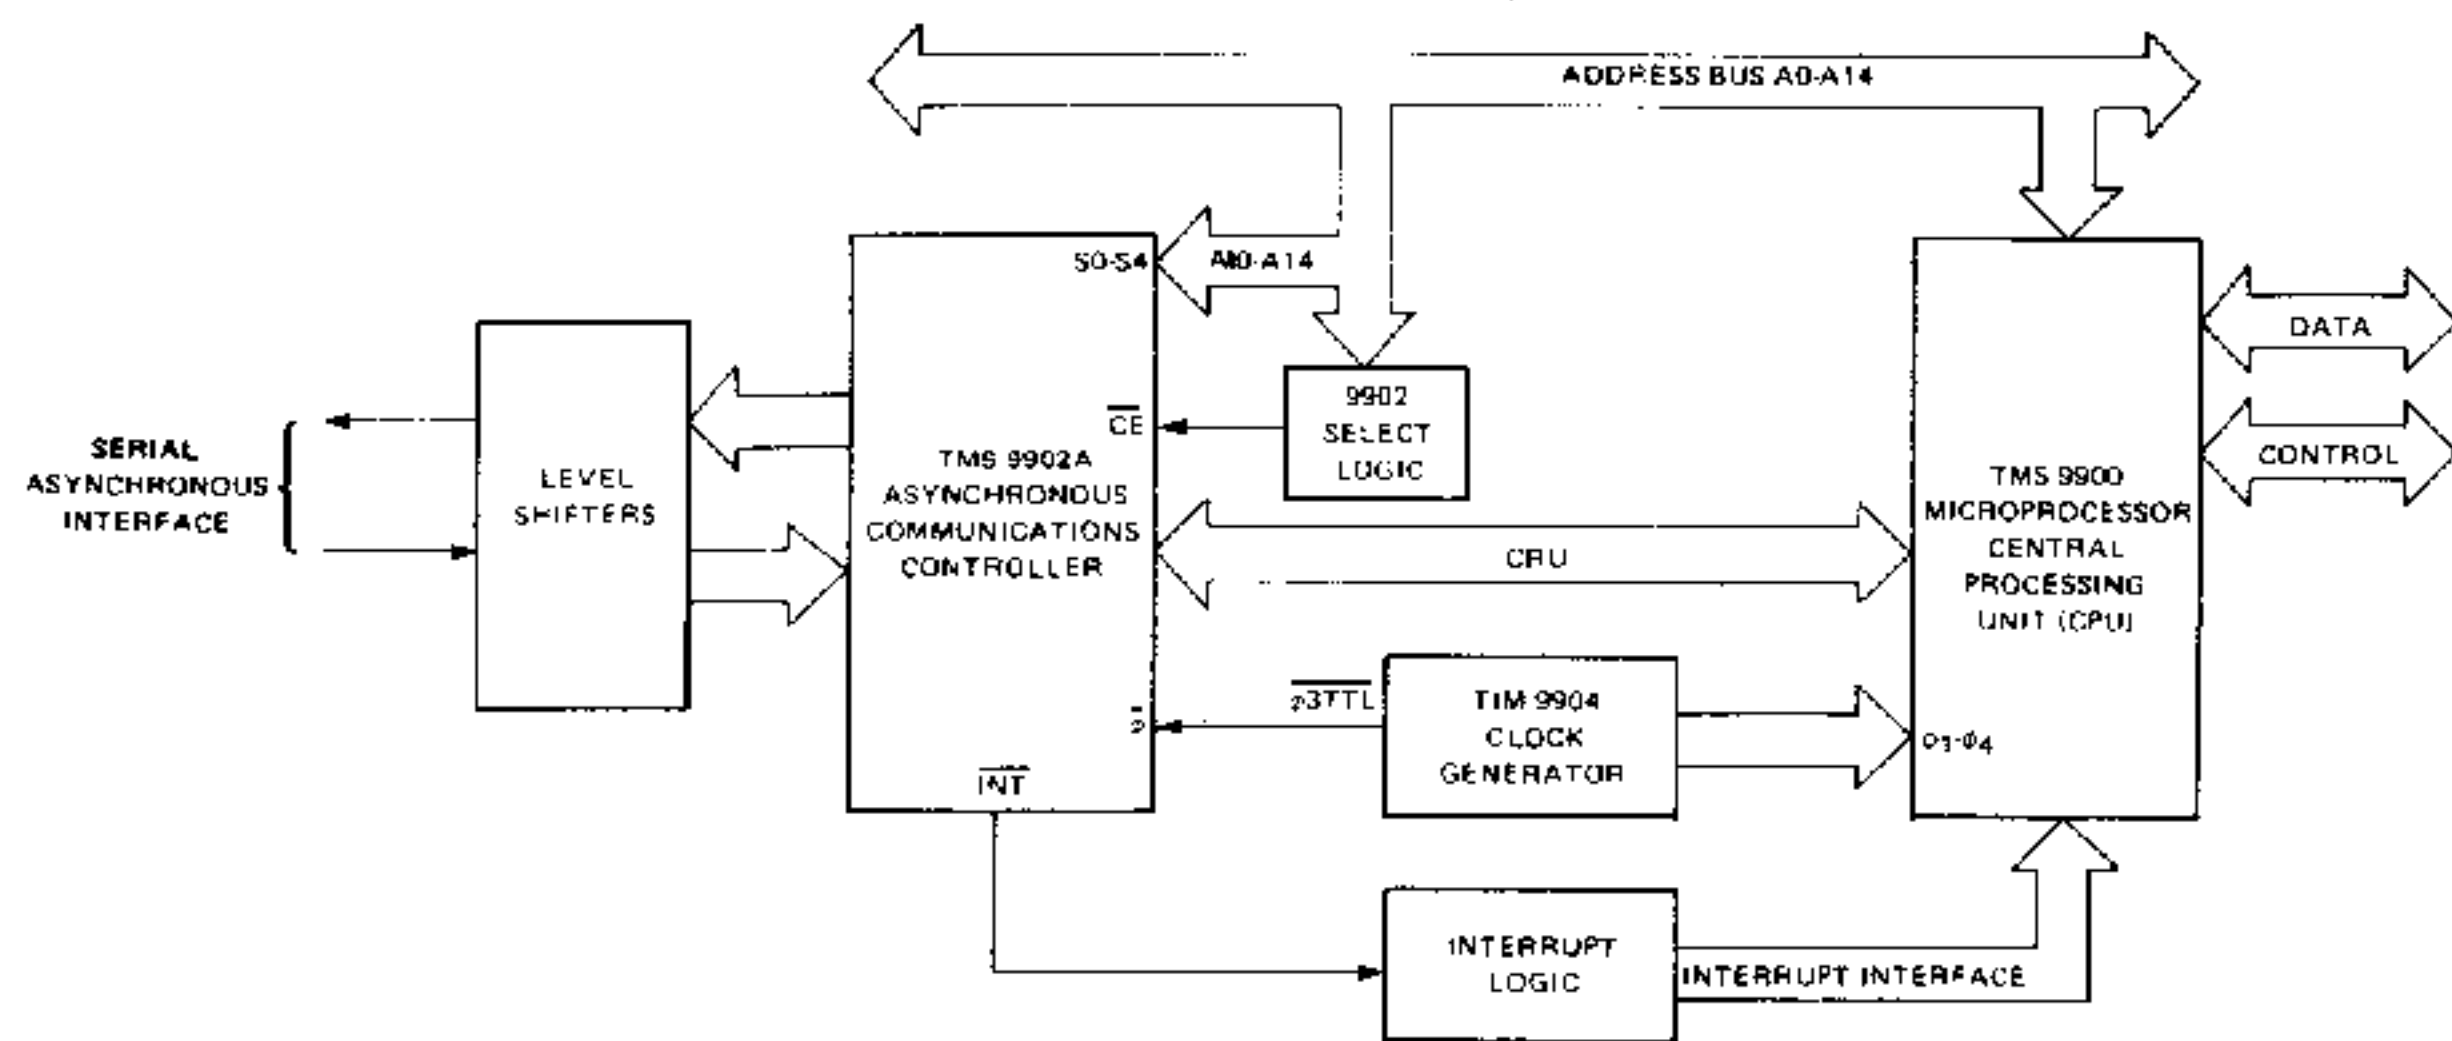 ADDRESS BUS A0-A14
S0-S4
A10-A14
DATA
9902
SELECT
LOGIC
CE
CONTROL
SERIAL
ASYNCHRONOUS
INTERFACE
LEVEL
SHIFTERS
TMS 9902A
ASYNCHRONOUS
COMMUNICATIONS
CONTROLLER
TMS 9900
MICROPROCESSOR
CENTRAL
PROCESSING
UNIT (CPU)
CRU
φ3TTL
TIM 9904
CLOCK
GENERATOR
φ
φ1-φ4
INT
INTERRUPT
LOGIC
INTERRUPT INTERFACE